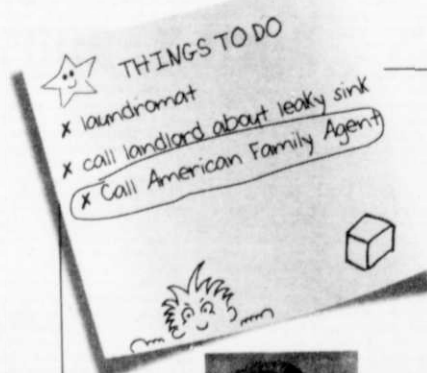 THINGS TO DO
x laundromat
x call landlord about leaky sink
x Call American Family Agent